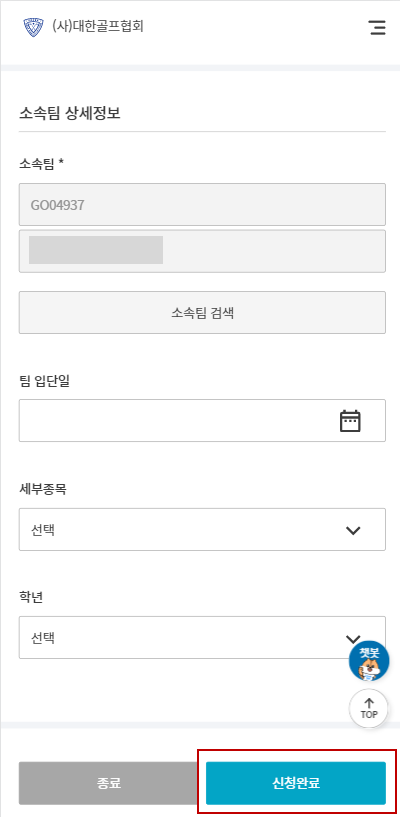 (사)대한골프협회
소속팀 상세정보
소속팀 *
GO04937
소속팀 검색
팀 입단일
세부종목
선택
학년
선택
챗봇
TOP
종료
신청완료